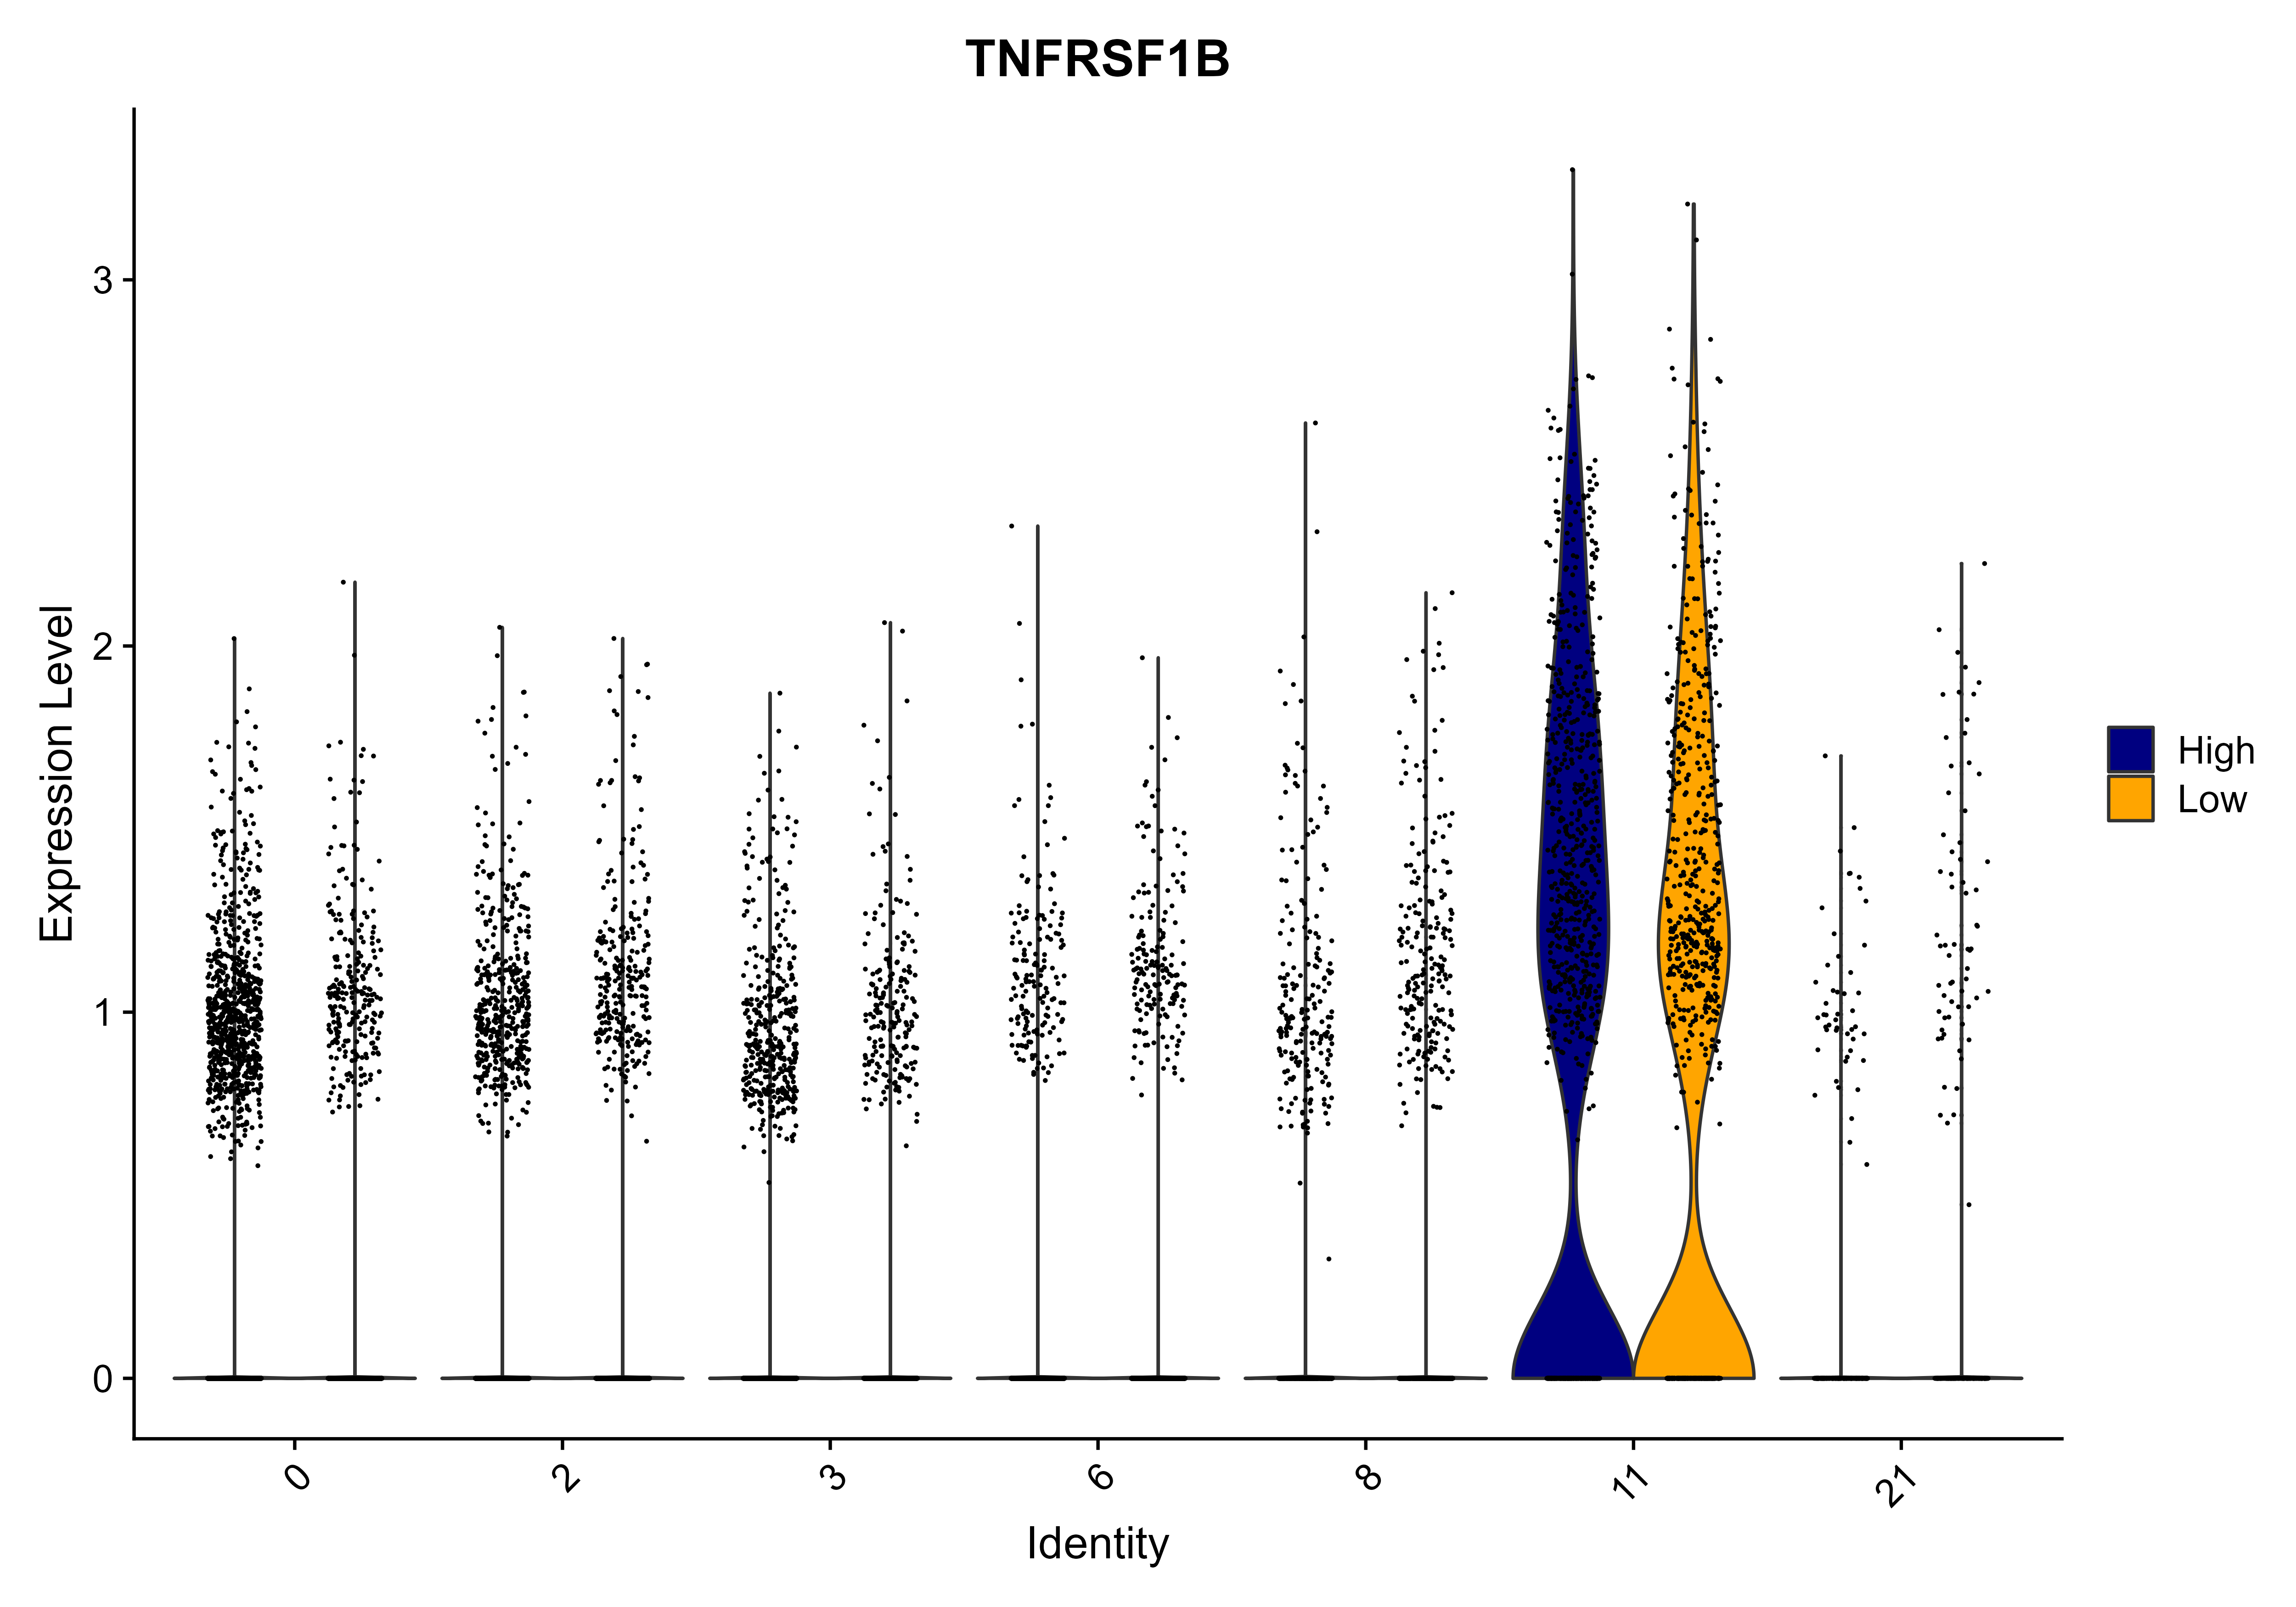 TNFRSF1B
Expression Level
3
2
1
0
0 2 3 6 8 11 21
Identity
High
Low